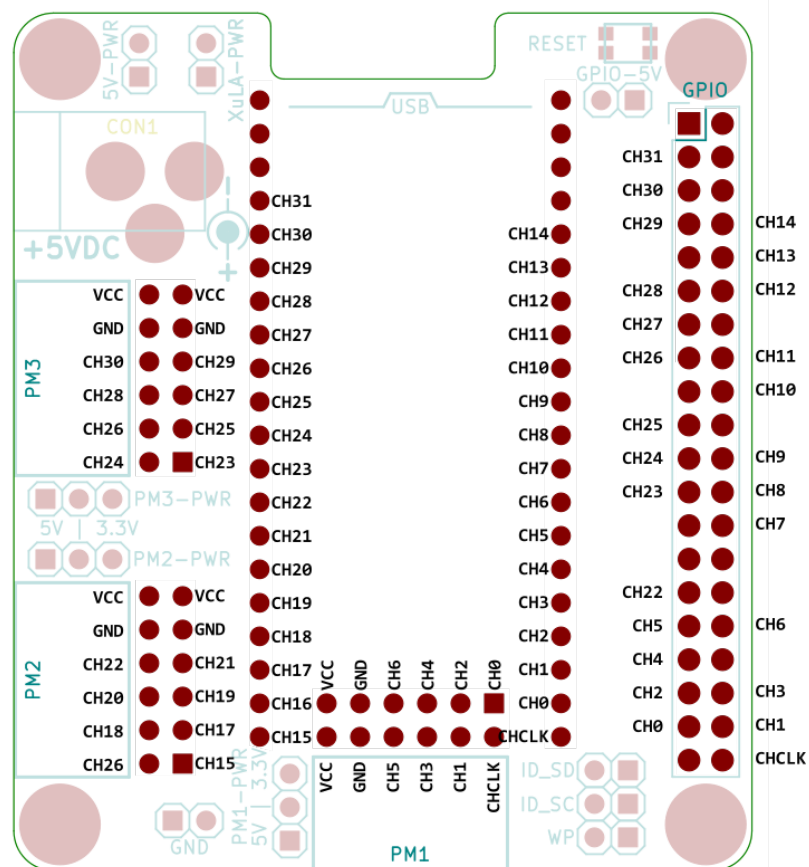 5V-PWR
XuLA-PWR
RESET
GPIO-5V
USB
GPIO
CON1
+5VDC
-
+
CH31
CH30
CH29
CH28
CH27
CH26
CH25
CH24
CH23
CH22
CH21
CH20
CH19
CH18
CH17
CH16
CH15
CH14
CH13
CH12
CH11
CH10
CH9
CH8
CH7
CH6
CH5
CH4
CH3
CH2
CH1
CH0
CHCLK
PM3
VCC VCC
GND GND
CH30 CH29
CH28 CH27
CH26 CH25
CH24 CH23
PM3-PWR
5V | 3.3V
PM2-PWR
PM2
VCC VCC
GND GND
CH22 CH21
CH20 CH19
CH18 CH17
CH26 CH15
VCC GND CH6 CH4 CH2 CH0
VCC GND CH5 CH3 CH1 CHCLK
PM1-PWR
5V | 3.3V
PM1
GND
ID_SD
ID_SC
WP
CH31
CH30
CH29 CH14
CH13
CH28 CH12
CH27
CH26 CH11
CH10
CH25
CH24 CH9
CH23 CH8
CH7
CH22
CH5 CH6
CH4
CH2 CH3
CH0 CH1
CHCLK